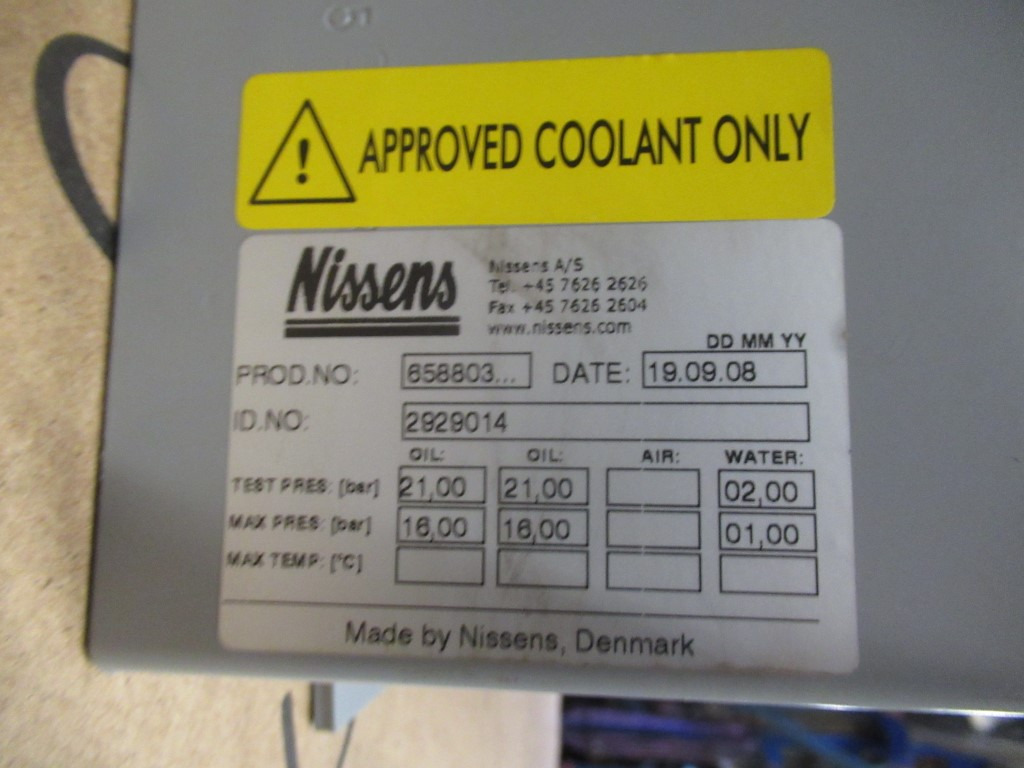 APPROVED COOLANT ONLY
Nissens
Nissens A/S
Tel. +45 7626 2626
Fax +45 7626 2604
www.nissens.com
DD MM YY
PROD.NO: 658803... DATE: 19.09.08
ID.NO: 2929014
OIL: OIL: AIR: WATER:
TEST PRES: [bar] 21,00 21,00 02,00
MAX PRES: [bar] 16,00 16,00 01,00
MAX TEMP: [°C]
Made by Nissens, Denmark